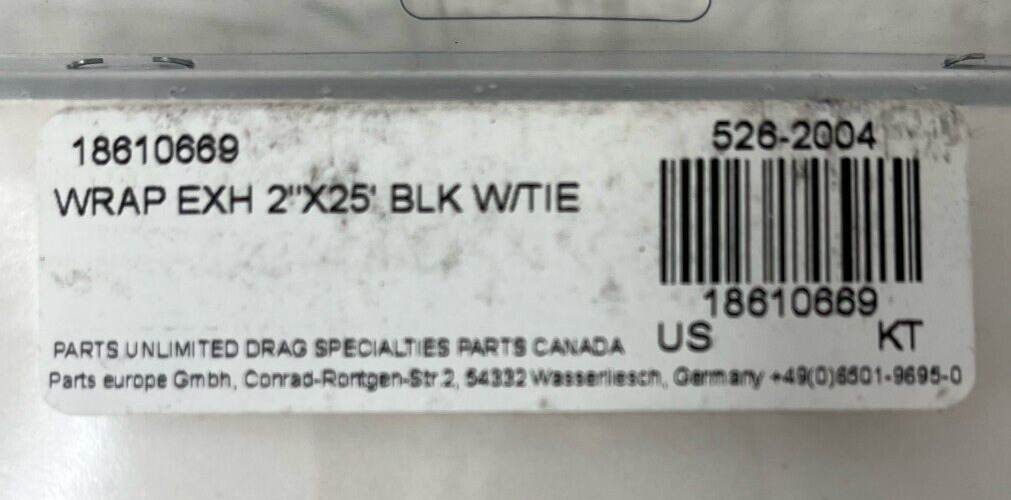 18610669
WRAP EXH 2"X25' BLK W/TIE
526-2004
18610669
US KT
PARTS UNLIMITED DRAG SPECIALTIES PARTS CANADA
Parts europe Gmbh, Conrad-Rontgen-Str.2, 54332 Wasserliesch, Germany +49(0)6501-9695-0